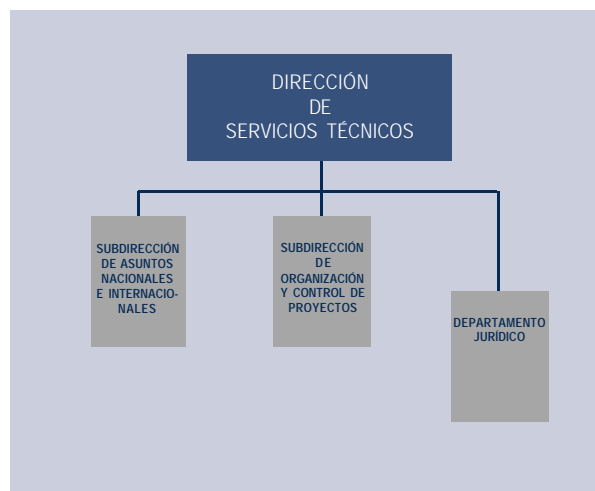 DIRECCIÓN
DE
SERVICIOS TÉCNICOS
SUBDIRECCIÓN
DE ASUNTOS
NACIONALES
E INTERNACIO-
NALES
SUBDIRECCIÓN
DE
ORGANIZACIÓN
Y CONTROL DE
PROYECTOS
DEPARTAMENTO
JURÍDICO